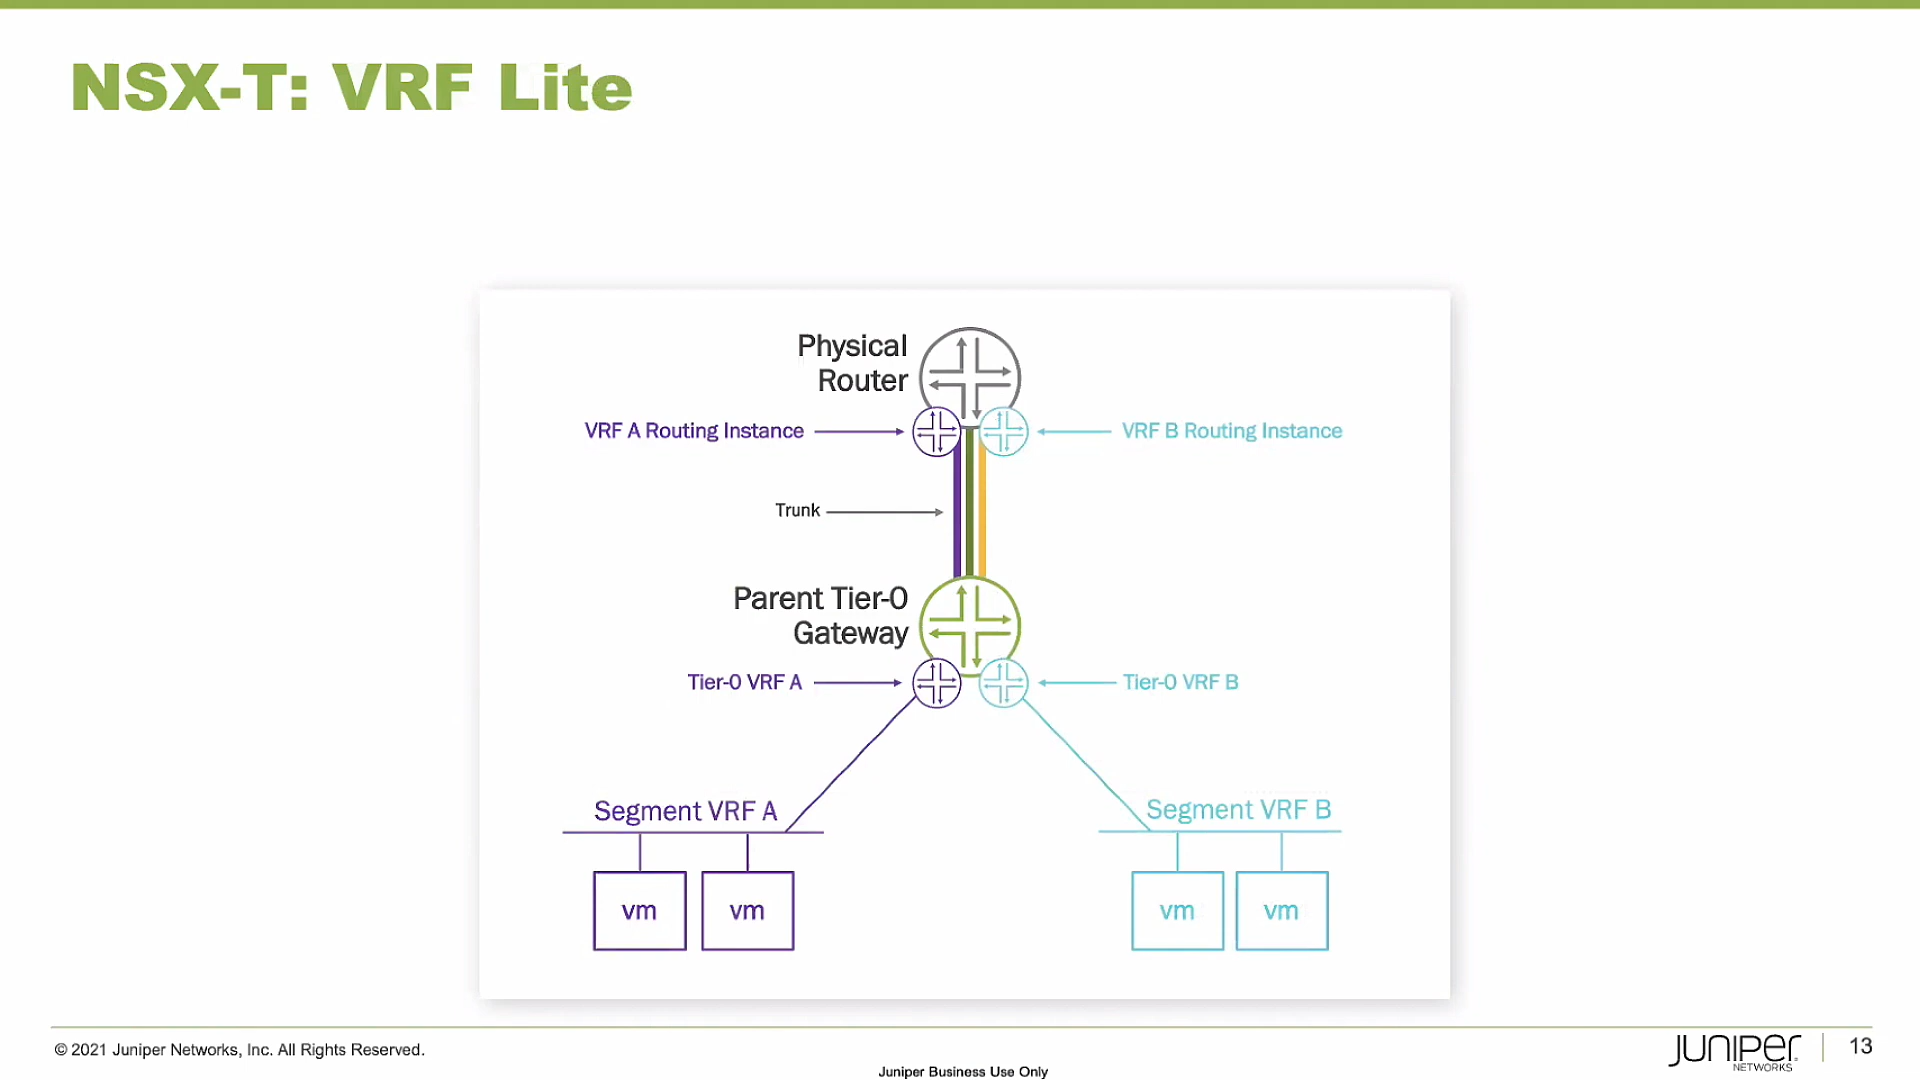 NSX-T: VRF Lite
Physical
Router
VRF A Routing Instance
VRF B Routing Instance
Trunk
Parent Tier-0
Gateway
Tier-0 VRF A
Tier-0 VRF B
Segment VRF A
Segment VRF B
vm
vm
vm
vm
© 2021 Juniper Networks, Inc. All Rights Reserved.
Juniper Business Use Only
JUNIPEr
NETWORKS
13